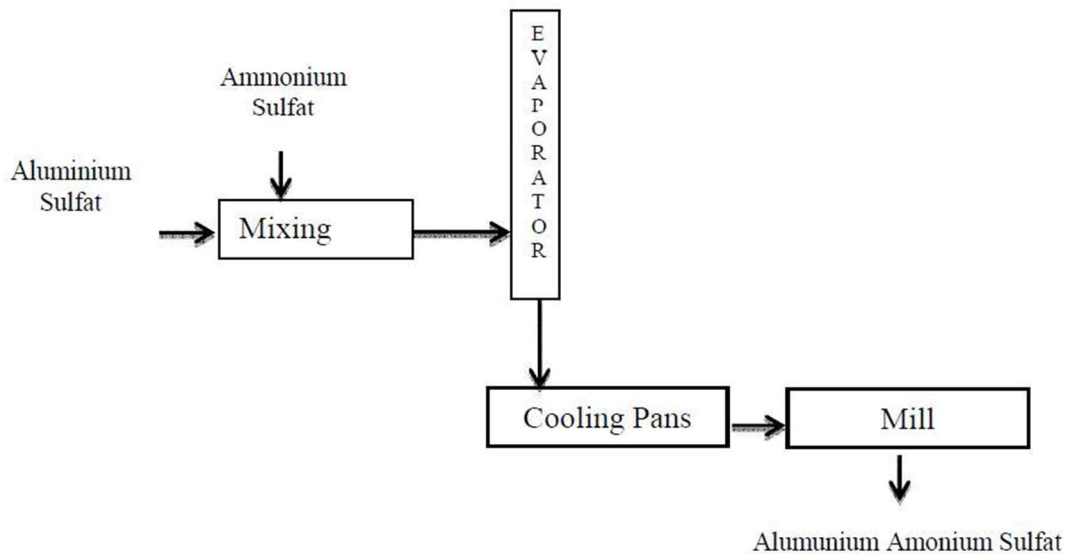 Ammonium
Sulfat
Aluminium
Sulfat
Mixing
EVAPORATOR
Cooling Pans
Mill
Alumunium Amonium Sulfat